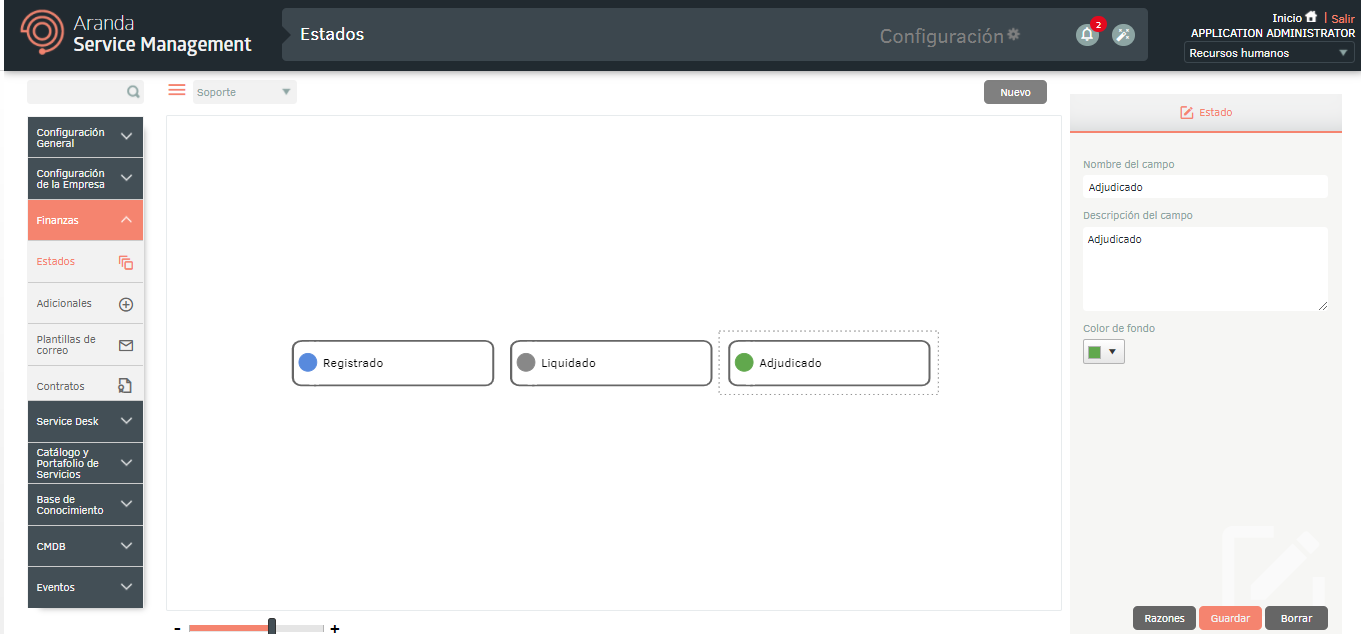 Aranda
Service Management
Estados
Configuración
2
Inicio | Salir
APPLICATION ADMINISTRATOR
Recursos humanos
Soporte
Nuevo
Configuración
General
Configuración
de la Empresa
Finanzas
Estados
Adicionales
Plantillas de
correo
Contratos
Service Desk
Catálogo y
Portafolio de
Servicios
Base de
Conocimiento
CMDB
Eventos
Registrado
Liquidado
Adjudicado
- +
Estado
Nombre del campo
Adjudicado
Descripción del campo
Adjudicado
Color de fondo
Razones
Guardar
Borrar